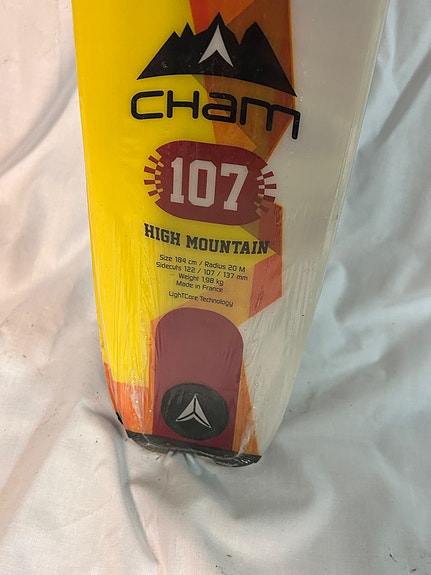 CHam
107
HIGH MOUNTAIN
Size 184 cm / Radius 20 M
Sidecuts 122 / 107 / 137 mm
Weight 1,98 kg
Made in France
LighTCore Technology